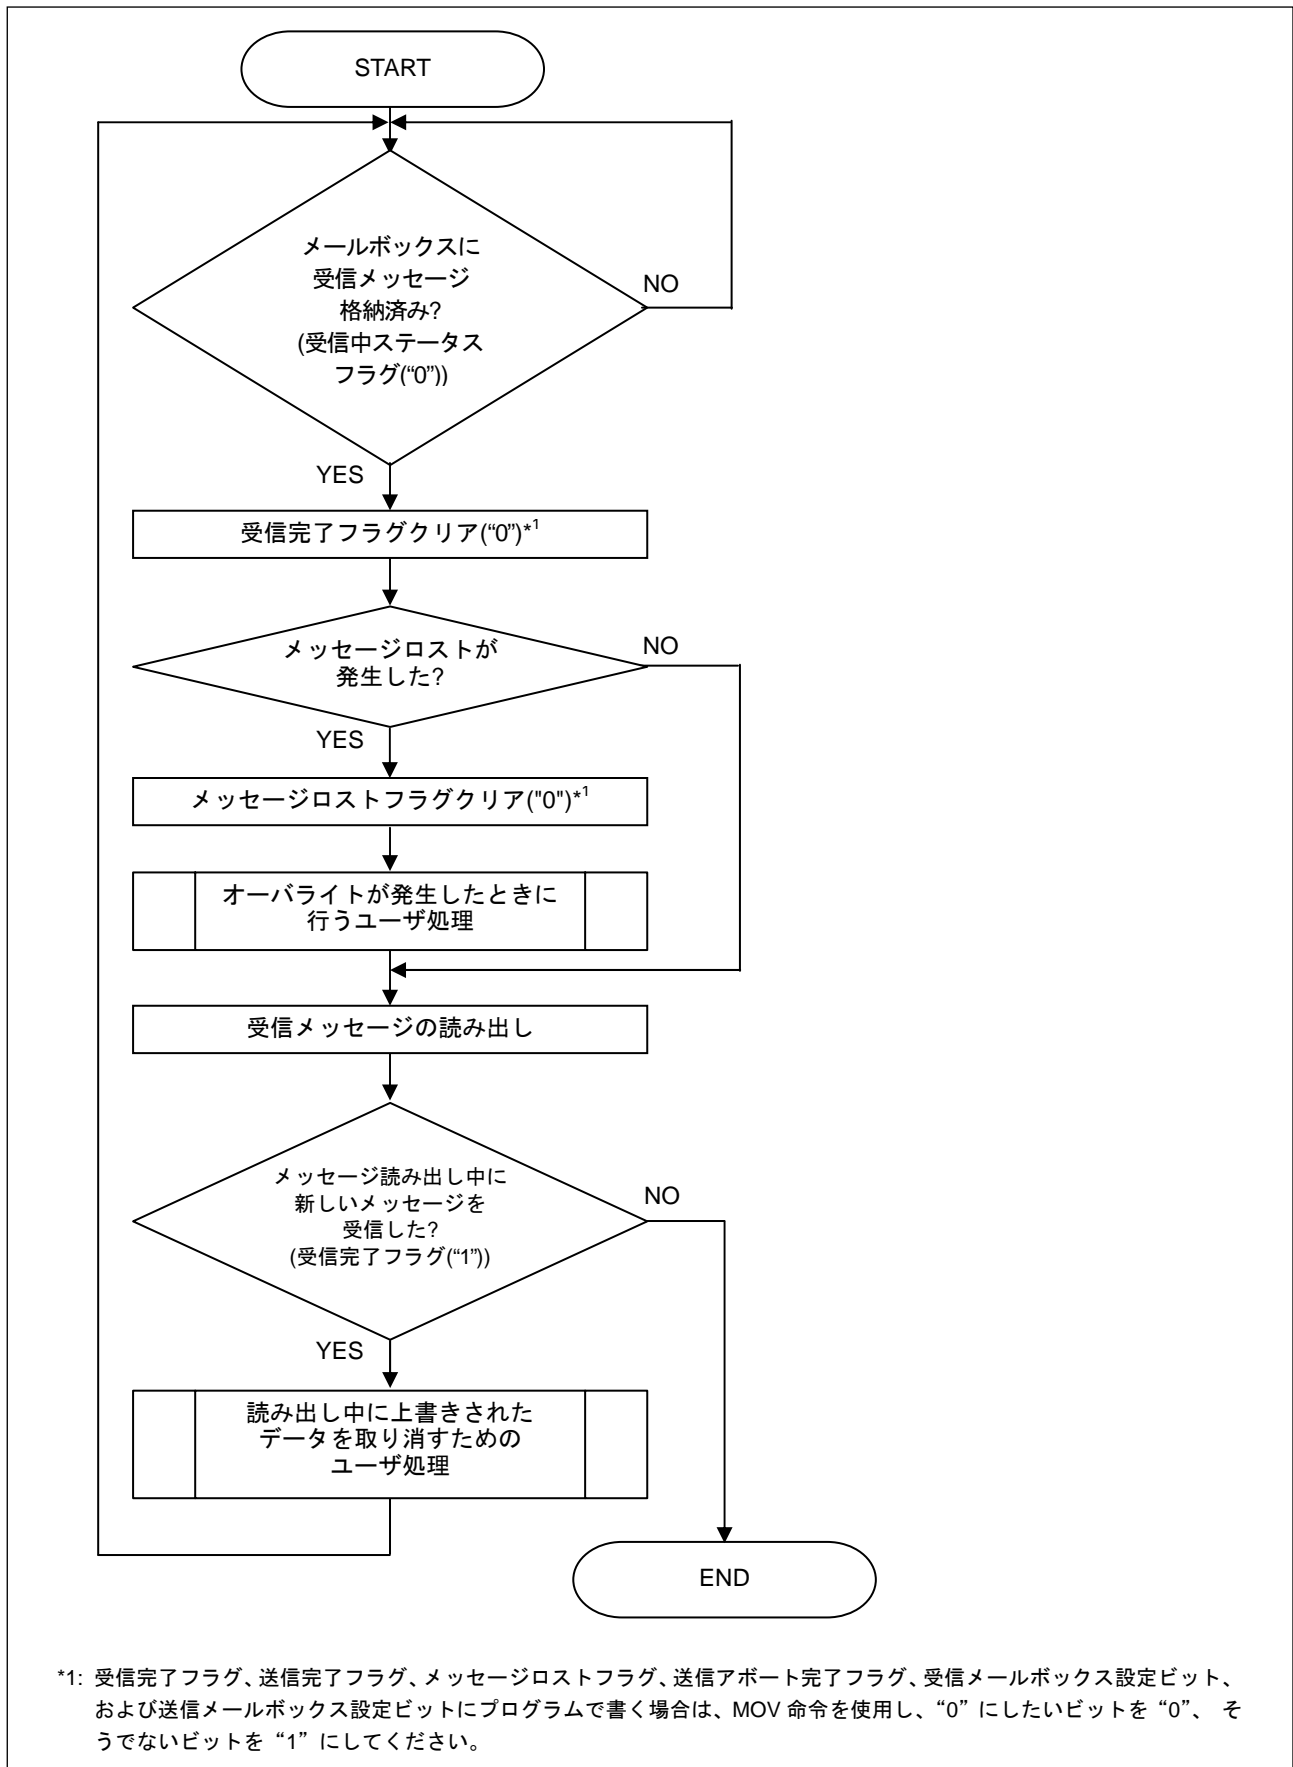 START
メールボックスに
受信メッセージ
格納済み?
(受信中ステータス
フラグ(“0”))
NO
YES
受信完了フラグクリア(“0”)*1
メッセージロストが
発生した?
NO
YES
メッセージロストフラグクリア("0")*1
オーバライトが発生したときに
行うユーザ処理
受信メッセージの読み出し
メッセージ読み出し中に
新しいメッセージを
受信した?
(受信完了フラグ(“1”))
NO
YES
読み出し中に上書きされた
データを取り消すための
ユーザ処理
END
*1: 受信完了フラグ、送信完了フラグ、メッセージロストフラグ、送信アボート完了フラグ、受信メールボックス設定ビット、
および送信メールボックス設定ビットにプログラムで書く場合は、MOV 命令を使用し、“0” にしたいビットを “0”、 そ
うでないビットを “1” にしてください。